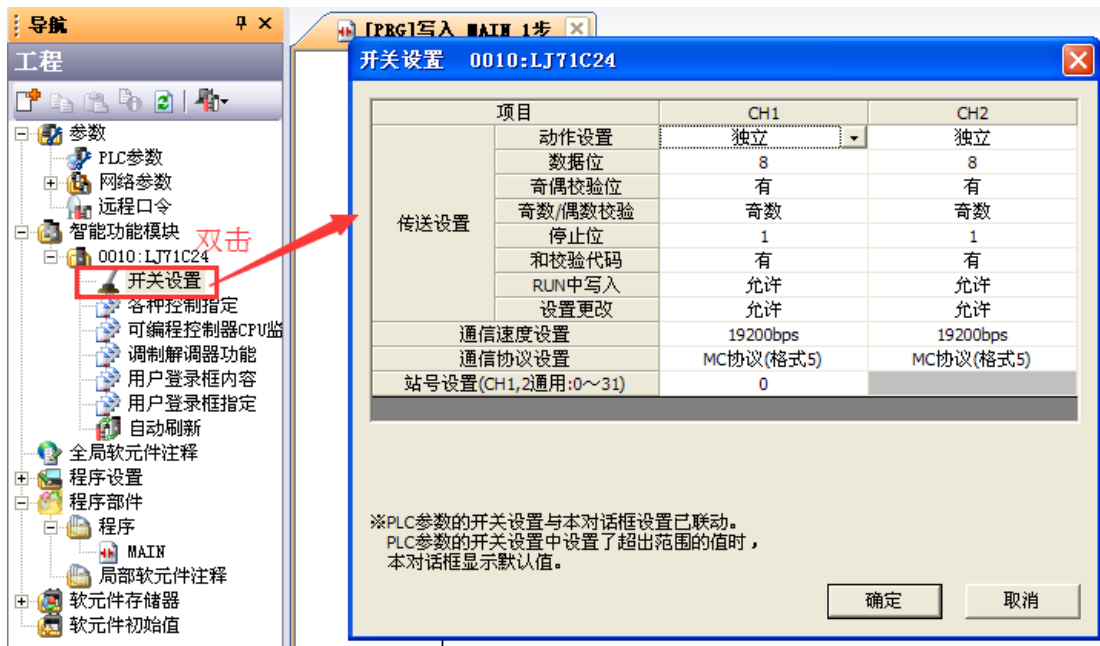 导航
[PRG]写入 MAIN 1步
工程
参数
PLC参数
网络参数
远程口令
智能功能模块
双击
0010:LJ71C24
开关设置
各种控制指定
可编程控制器CPU监
调制解调器功能
用户登录框内容
用户登录框指定
自动刷新
全局软元件注释
程序设置
程序部件
程序
MAIN
局部软元件注释
软元件存储器
软元件初始值
开关设置 0010:LJ71C24
项目 CH1 CH2
传送设置
动作设置 独立 独立
数据位 8 8
奇偶校验位 有 有
奇数/偶数校验 奇数 奇数
停止位 1 1
和校验代码 有 有
RUN中写入 允许 允许
设置更改 允许 允许
通信速度设置 19200bps 19200bps
通信协议设置 MC协议(格式5) MC协议(格式5)
站号设置(CH1,2通用:0～31) 0
※PLC参数的开关设置与本对话框设置已联动。
PLC参数的开关设置中设置了超出范围的值时，
本对话框显示默认值。
确定 取消